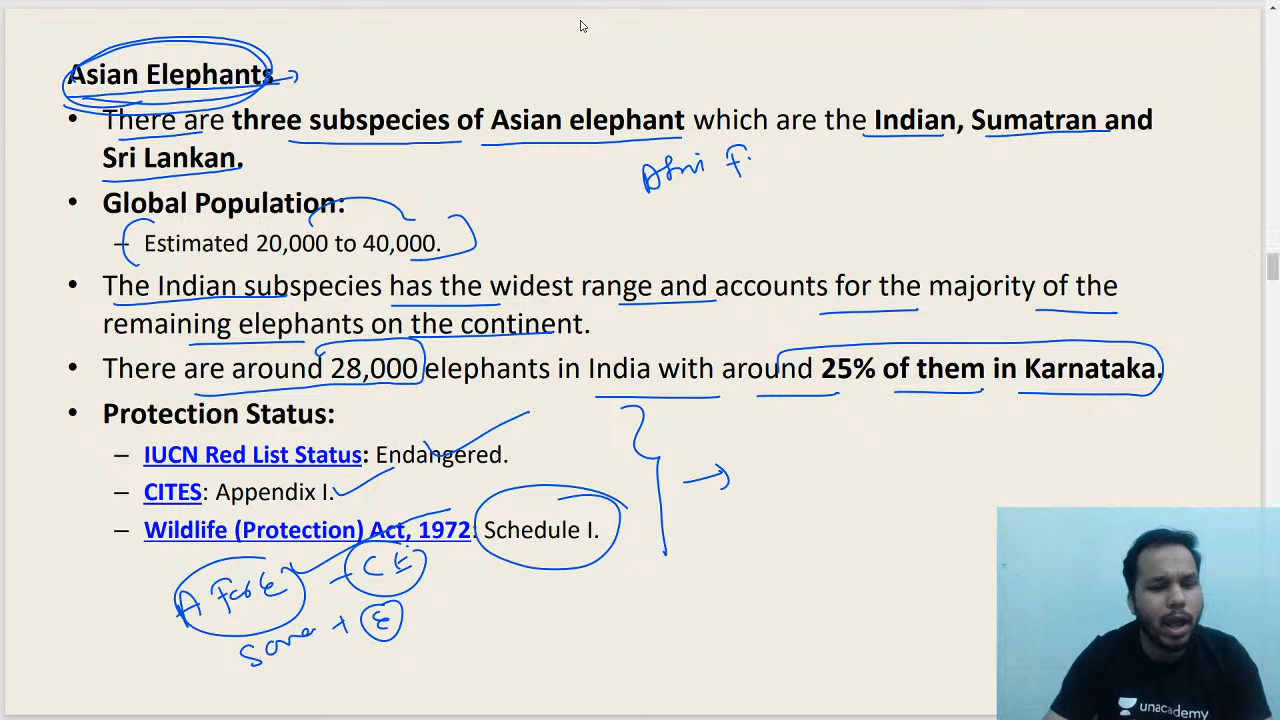 Asian Elephants
• There are three subspecies of Asian elephant which are the Indian, Sumatran and
Sri Lankan.
• Global Population:
– Estimated 20,000 to 40,000.
• The Indian subspecies has the widest range and accounts for the majority of the
remaining elephants on the continent.
• There are around 28,000 elephants in India with around 25% of them in Karnataka.
• Protection Status:
– IUCN Red List Status: Endangered.
– CITES: Appendix I.
– Wildlife (Protection) Act, 1972: Schedule I.
CE
+ E
unacademy